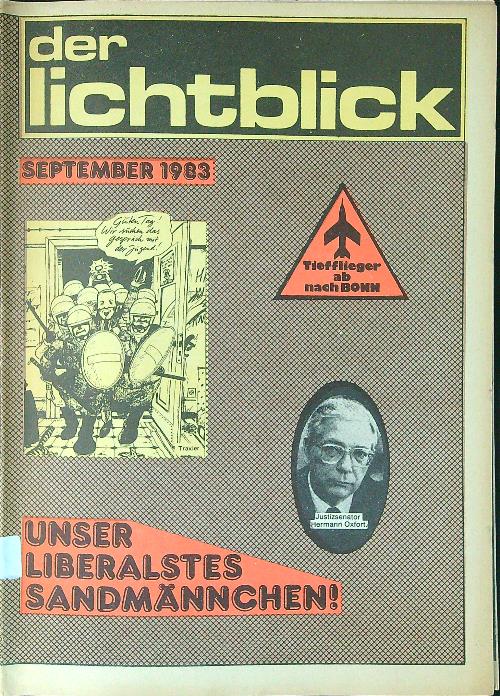 der
lichtblick
SEPTEMBER 1983
Guten Tag!
Wir suchen das
gespräch mit
der Jugend.
Traxler
Tiefflieger
ab
nach BONN
Justizsenator
Hermann Oxfort.
UNSER
LIBERALSTES
SANDMÄNNCHEN!